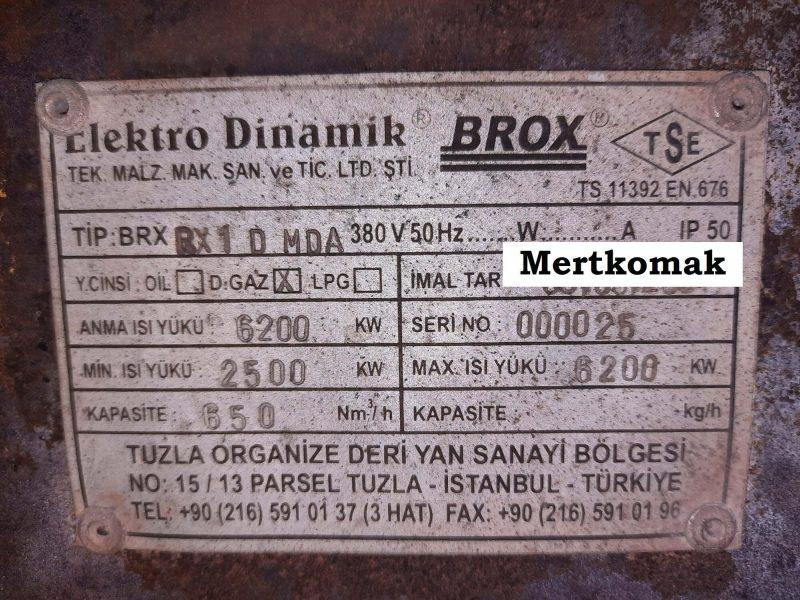 Elektro Dinamik ® BROX ® TSE
TEK. MALZ. MAK. SAN. ve TİC. LTD. ŞTİ.
TS 11392 EN.676
TİP:BRX RX1 D MDA 380 V 50 Hz...... W.......... A IP 50
Mertkomak
Y.CİNSİ: OIL D.GAZ X LPG İMAL TAR
ANMA ISI YÜKÜ : 6200 KW SERİ NO : 000025
MİN. ISI YÜKÜ : 2500 KW MAX. ISI YÜKÜ : 6200 KW
KAPASİTE : 650 Nm³/h KAPASİTE : kg/h
TUZLA ORGANİZE DERİ YAN SANAYİ BÖLGESİ
NO: 15 / 13 PARSEL TUZLA - İSTANBUL - TÜRKİYE
TEL: +90 (216) 591 01 37 (3 HAT) FAX: +90 (216) 591 01 96